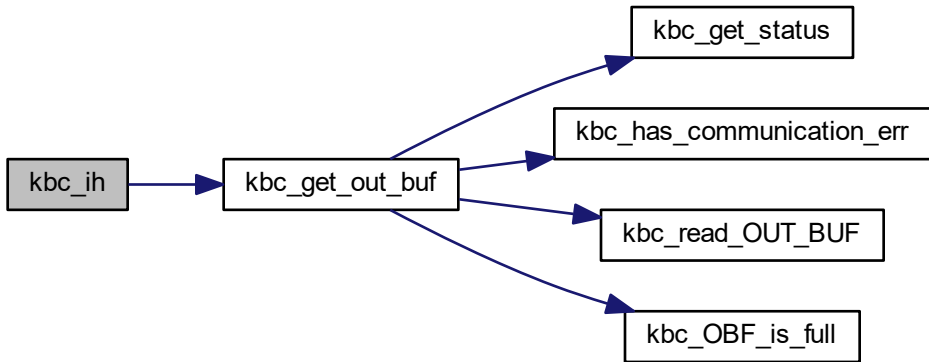 kbc_get_status
kbc_has_communication_err
kbc_ih
kbc_get_out_buf
kbc_read_OUT_BUF
kbc_OBF_is_full